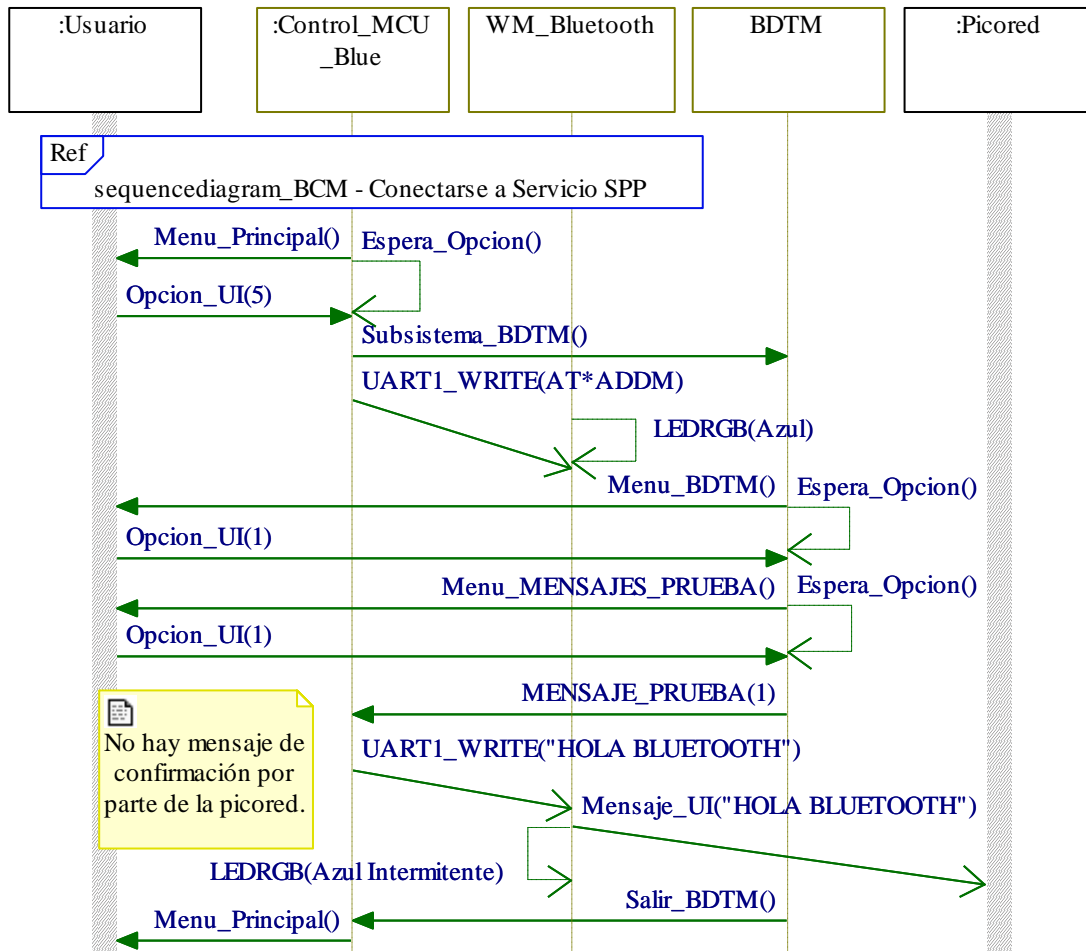 :Usuario
:Control_MCU
_Blue
WM_Bluetooth
BDTM
:Picored
Ref
sequencediagram_BCM - Conectarse a Servicio SPP
Menu_Principal()
Espera_Opcion()
Opcion_UI(5)
Subsistema_BDTM()
UART1_WRITE(AT*ADDM)
LEDRGB(Azul)
Menu_BDTM()
Espera_Opcion()
Opcion_UI(1)
Menu_MENSAJES_PRUEBA()
Espera_Opcion()
Opcion_UI(1)
MENSAJE_PRUEBA(1)
No hay mensaje de
confirmación por
parte de la picored.
UART1_WRITE("HOLA BLUETOOTH")
Mensaje_UI("HOLA BLUETOOTH")
LEDRGB(Azul Intermitente)
Salir_BDTM()
Menu_Principal()